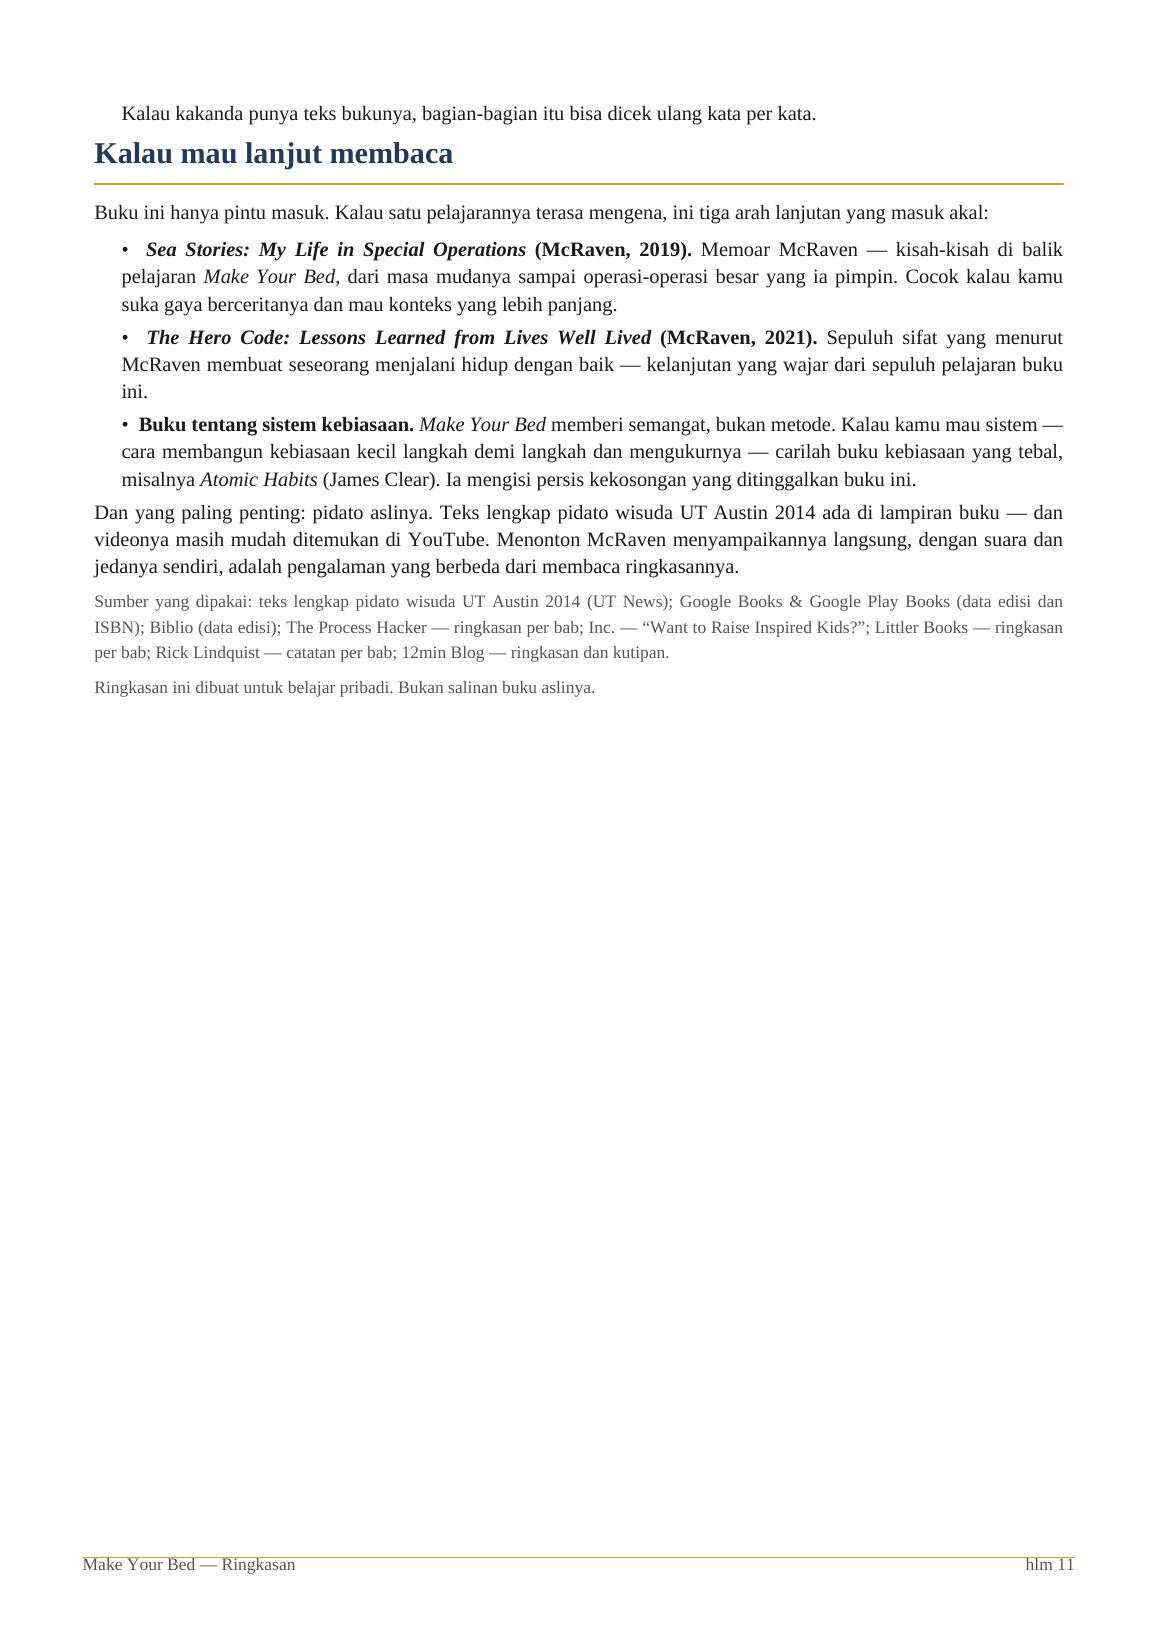 Kalau kakanda punya teks bukunya, bagian-bagian itu bisa dicek ulang kata per kata.
Kalau mau lanjut membaca
Buku ini hanya pintu masuk. Kalau satu pelajarannya terasa mengena, ini tiga arah lanjutan yang masuk akal:
• Sea Stories: My Life in Special Operations (McRaven, 2019). Memoar McRaven — kisah-kisah di balik
pelajaran Make Your Bed, dari masa mudanya sampai operasi-operasi besar yang ia pimpin. Cocok kalau kamu
suka gaya berceritanya dan mau konteks yang lebih panjang.
• The Hero Code: Lessons Learned from Lives Well Lived (McRaven, 2021). Sepuluh sifat yang menurut
McRaven membuat seseorang menjalani hidup dengan baik — kelanjutan yang wajar dari sepuluh pelajaran buku
ini.
• Buku tentang sistem kebiasaan. Make Your Bed memberi semangat, bukan metode. Kalau kamu mau sistem —
cara membangun kebiasaan kecil langkah demi langkah dan mengukurnya — carilah buku kebiasaan yang tebal,
misalnya Atomic Habits (James Clear). Ia mengisi persis kekosongan yang ditinggalkan buku ini.
Dan yang paling penting: pidato aslinya. Teks lengkap pidato wisuda UT Austin 2014 ada di lampiran buku — dan
videonya masih mudah ditemukan di YouTube. Menonton McRaven menyampaikannya langsung, dengan suara dan
jedanya sendiri, adalah pengalaman yang berbeda dari membaca ringkasannya.
Sumber yang dipakai: teks lengkap pidato wisuda UT Austin 2014 (UT News); Google Books & Google Play Books (data edisi dan
ISBN); Biblio (data edisi); The Process Hacker — ringkasan per bab; Inc. — “Want to Raise Inspired Kids?”; Littler Books — ringkasan
per bab; Rick Lindquist — catatan per bab; 12min Blog — ringkasan dan kutipan.
Ringkasan ini dibuat untuk belajar pribadi. Bukan salinan buku aslinya.
Make Your Bed — Ringkasan
hlm 11